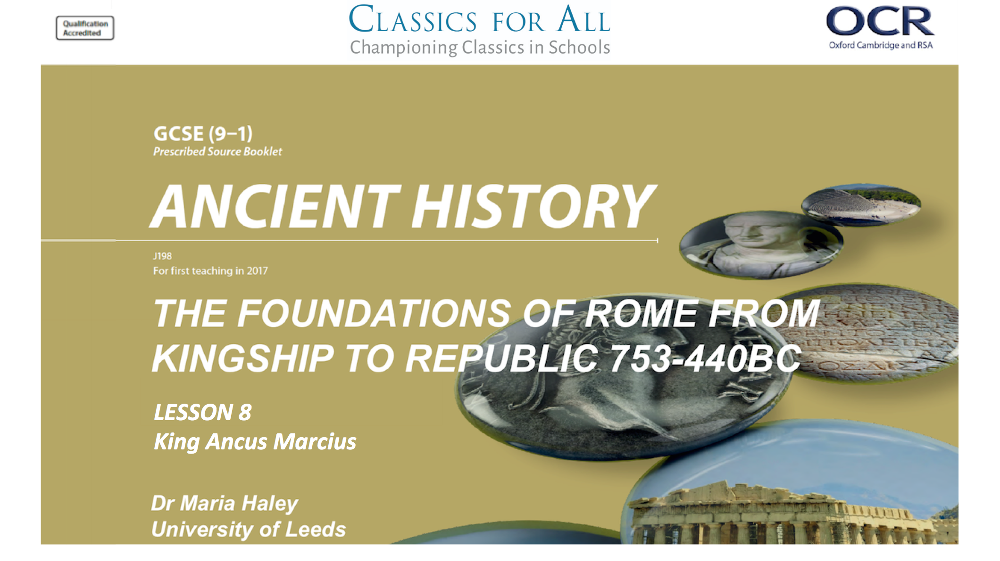 Qualification
Accredited
CLASSICS FOR ALL
Championing Classics in Schools
OCR
Oxford Cambridge and RSA
GCSE (9–1)
Prescribed Source Booklet
ANCIENT HISTORY
J198
For first teaching in 2017
THE FOUNDATIONS OF ROME FROM
KINGSHIP TO REPUBLIC 753-440BC
LESSON 8
King Ancus Marcius
Dr Maria Haley
University of Leeds